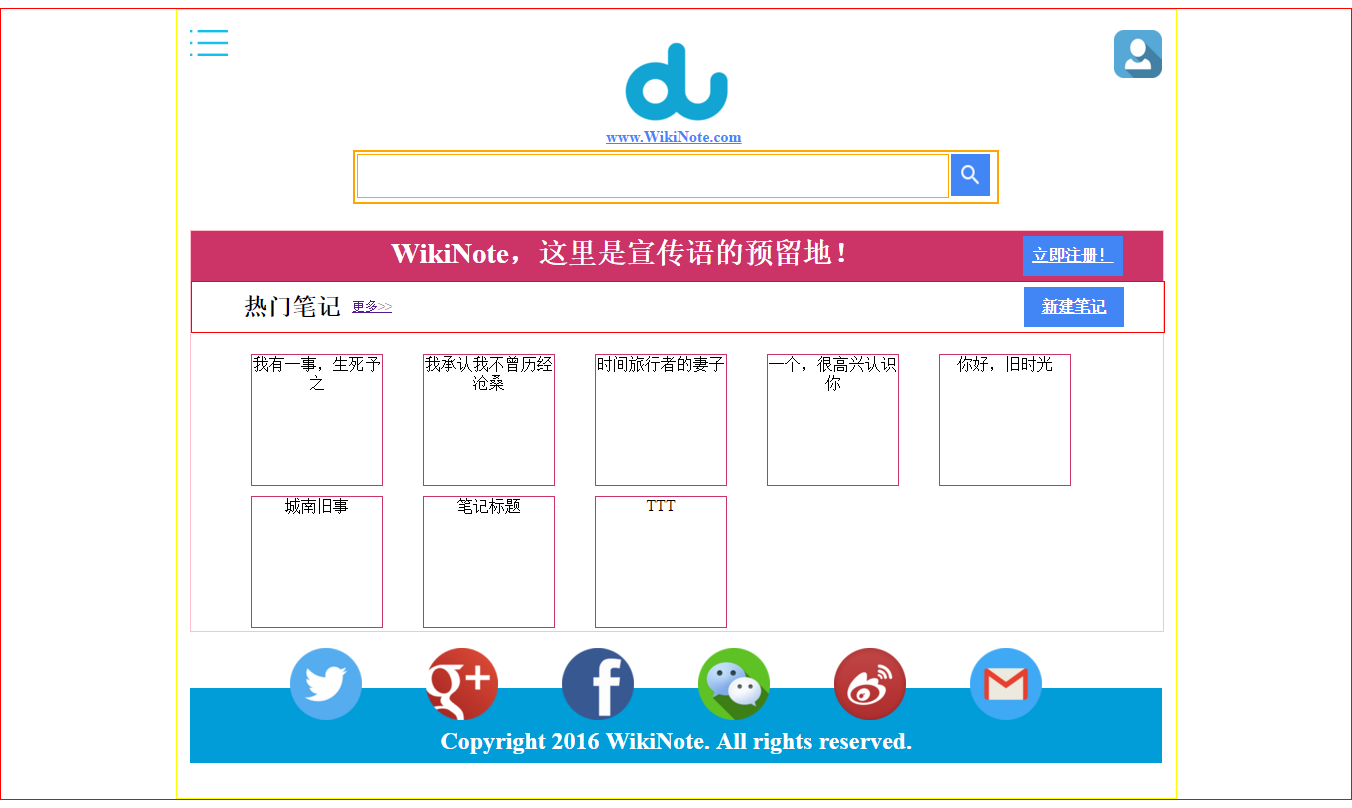 du
www.WikiNote.com
WikiNote，这里是宣传语的预留地！
立即注册！
热门笔记 更多>>
新建笔记
我有一事，生死予
之
我承认我不曾历经
沧桑
时间旅行者的妻子
一个，很高兴认识
你
你好，旧时光
城南旧事
笔记标题
TTT
g+
f
Copyright 2016 WikiNote. All rights reserved.